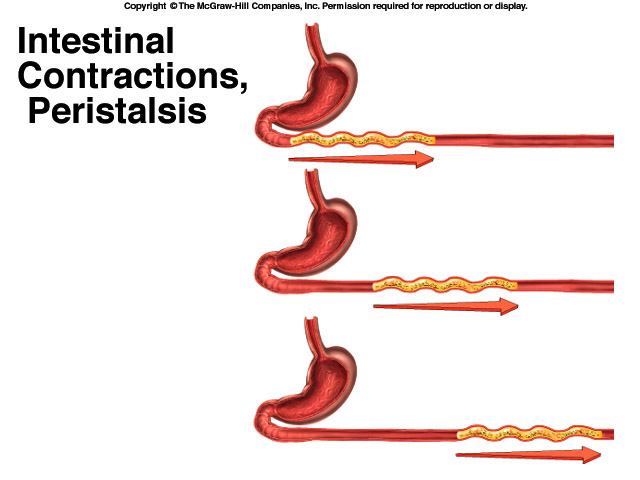 Copyright © The McGraw-Hill Companies, Inc. Permission required for reproduction or display.
Intestinal
Contractions,
Peristalsis